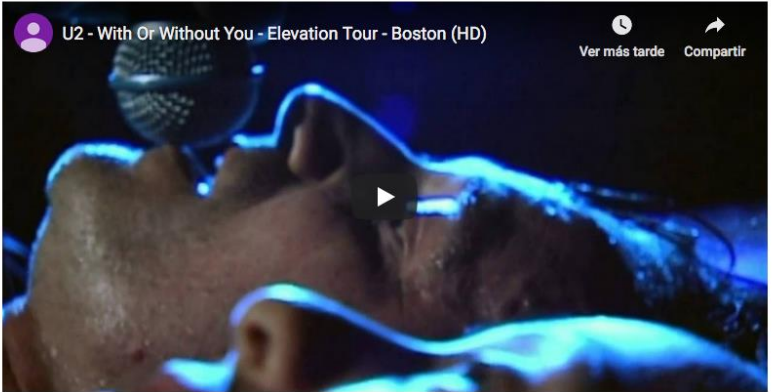 U2 - With Or Without You - Elevation Tour - Boston (HD)
Ver más tarde
Compartir